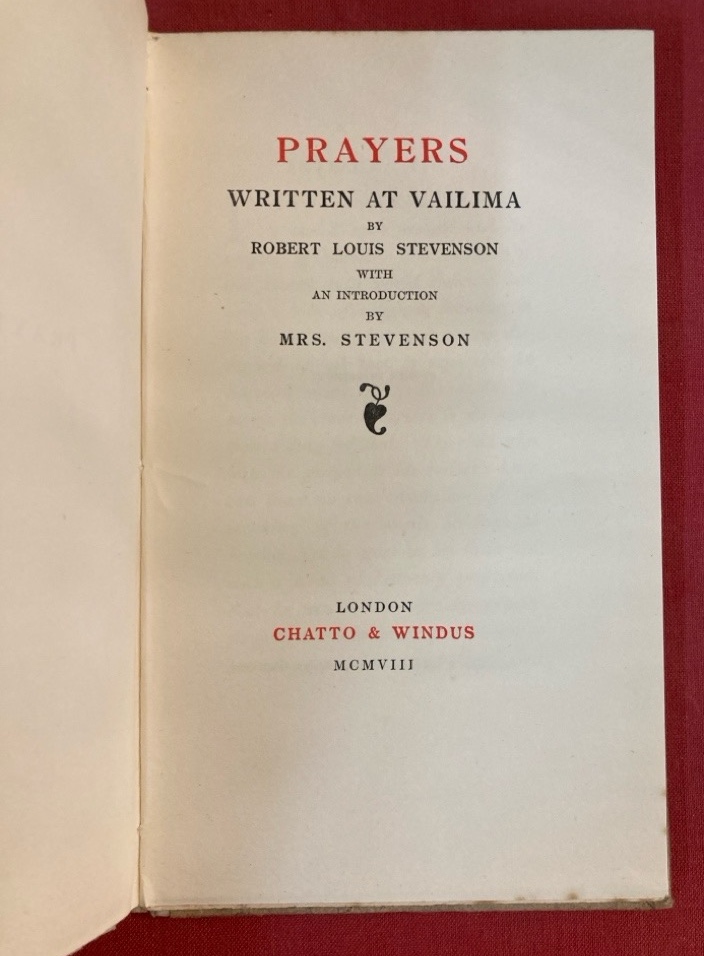 PRAYERS
WRITTEN AT VAILIMA
BY
ROBERT LOUIS STEVENSON
WITH
AN INTRODUCTION
BY
MRS. STEVENSON
LONDON
CHATTO & WINDUS
MCMVIII